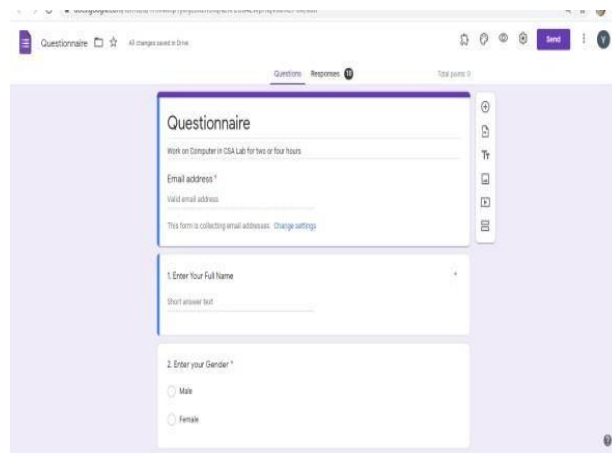 Questionnaire All changes saved in Drive Send Y
Questions Responses 10 Total points: 0
Questionnaire
Work on Computer in CSA Lab for two or four hours
Email address *
Valid email address
This form is collecting email addresses. Change settings
1. Enter Your Full Name *
Short answer text
2. Enter your Gender *
Male
Female